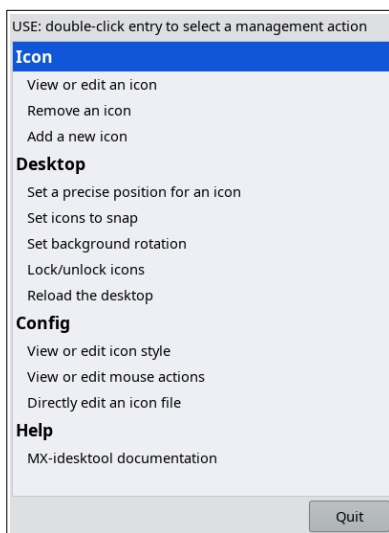 USE: double-click entry to select a management action
Icon
View or edit an icon
Remove an icon
Add a new icon
Desktop
Set a precise position for an icon
Set icons to snap
Set background rotation
Lock/unlock icons
Reload the desktop
Config
View or edit icon style
View or edit mouse actions
Directly edit an icon file
Help
MX-idesktool documentation
Quit